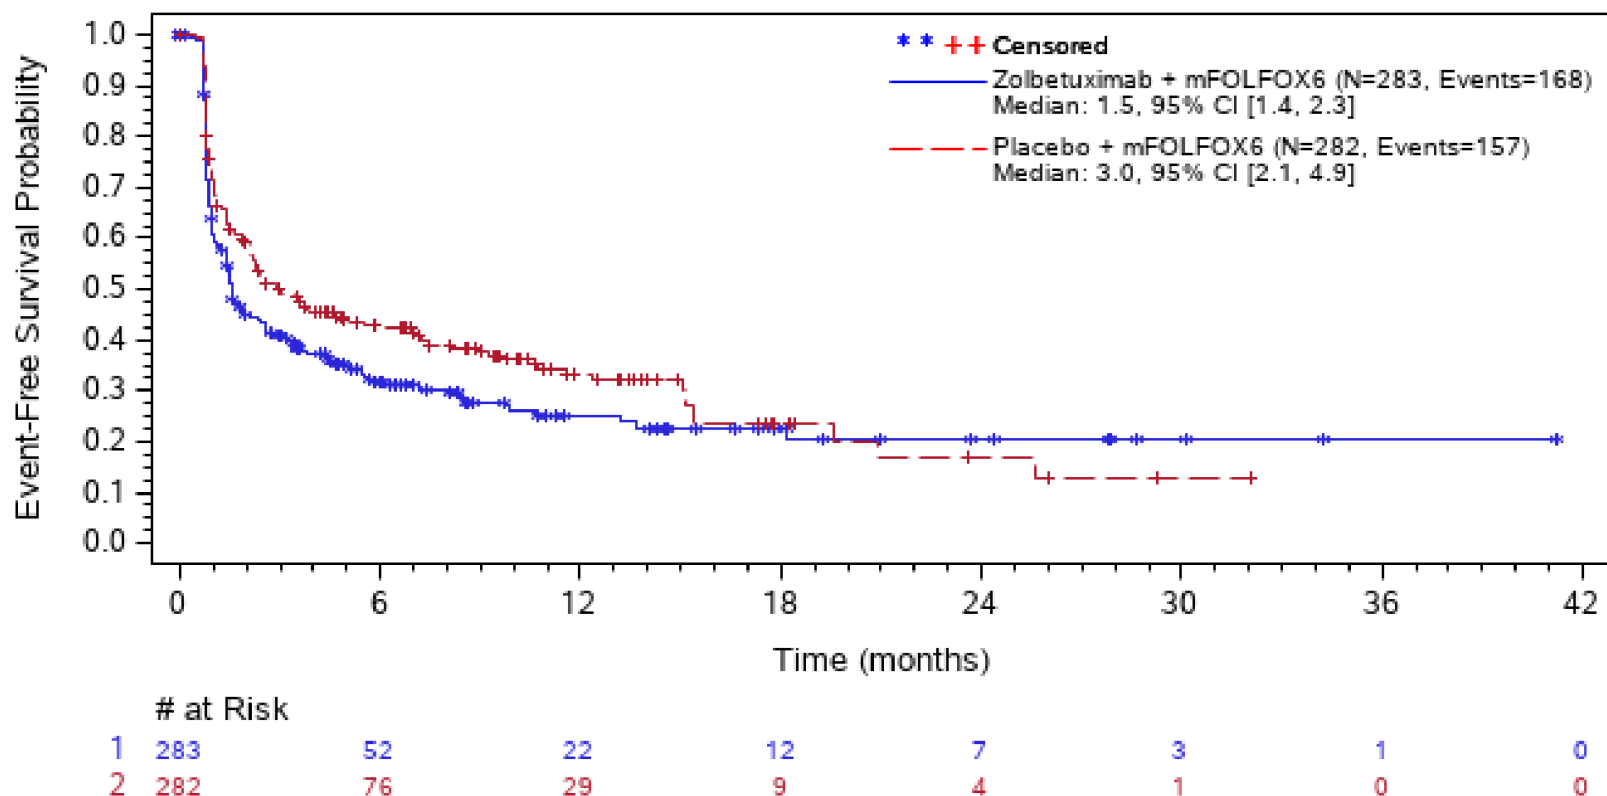 Event-Free Survival Probability
1.0
0.9
0.8
0.7
0.6
0.5
0.4
0.3
0.2
0.1
0.0
Censored
Zolbetuximab + mFOLFOX6 (N=283, Events=168)
Median: 1.5, 95% CI [1.4, 2.3]
Placebo + mFOLFOX6 (N=282, Events=157)
Median: 3.0, 95% CI [2.1, 4.9]
0 6 12 18 24 30 36 42
Time (months)
# at Risk
1 283 52 22 12 7 3 1 0
2 282 76 29 9 4 1 0 0